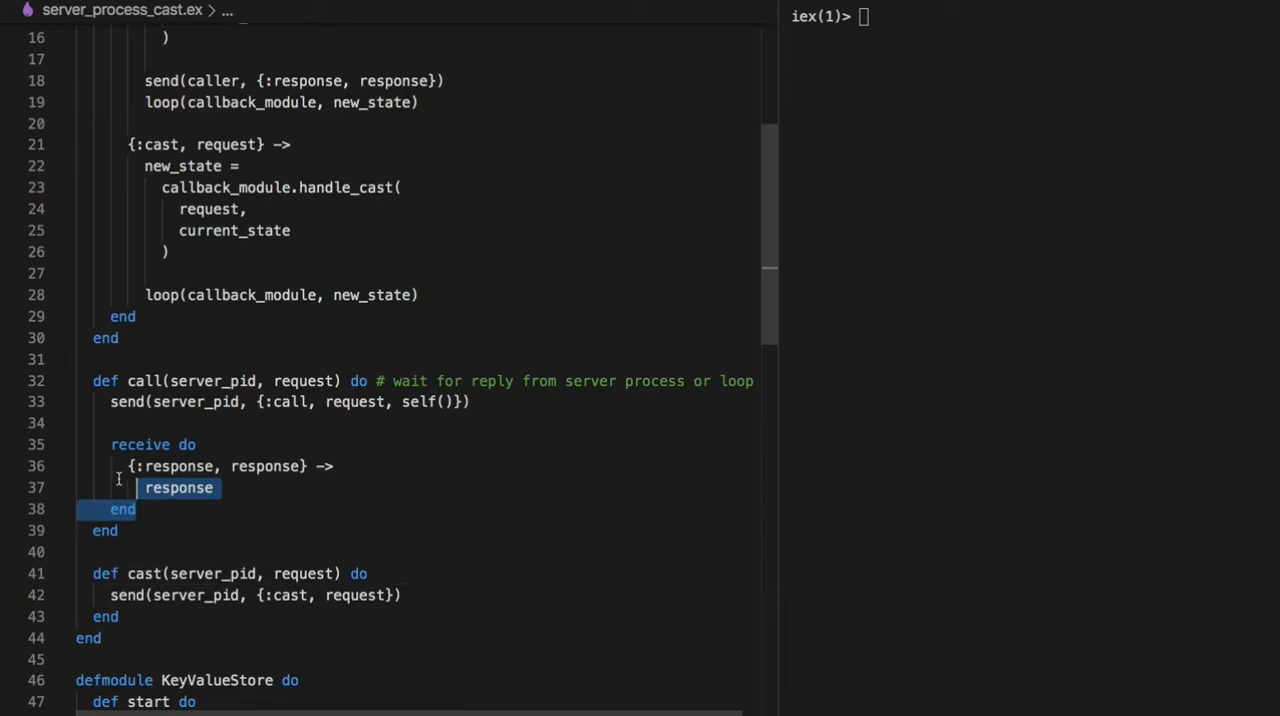 server_process_cast.ex > ...
16 )
17
18 send(caller, {:response, response})
19 loop(callback_module, new_state)
20
21 {:cast, request} ->
22 new_state =
23 callback_module.handle_cast(
24 request,
25 current_state
26 )
27
28 loop(callback_module, new_state)
29 end
30 end
31
32 def call(server_pid, request) do # wait for reply from server process or loop
33 send(server_pid, {:call, request, self()})
34
35 receive do
36 {:response, response} ->
37 response
38 end
39 end
40
41 def cast(server_pid, request) do
42 send(server_pid, {:cast, request})
43 end
44 end
45
46 defmodule KeyValueStore do
47 def start do
iex(1)>